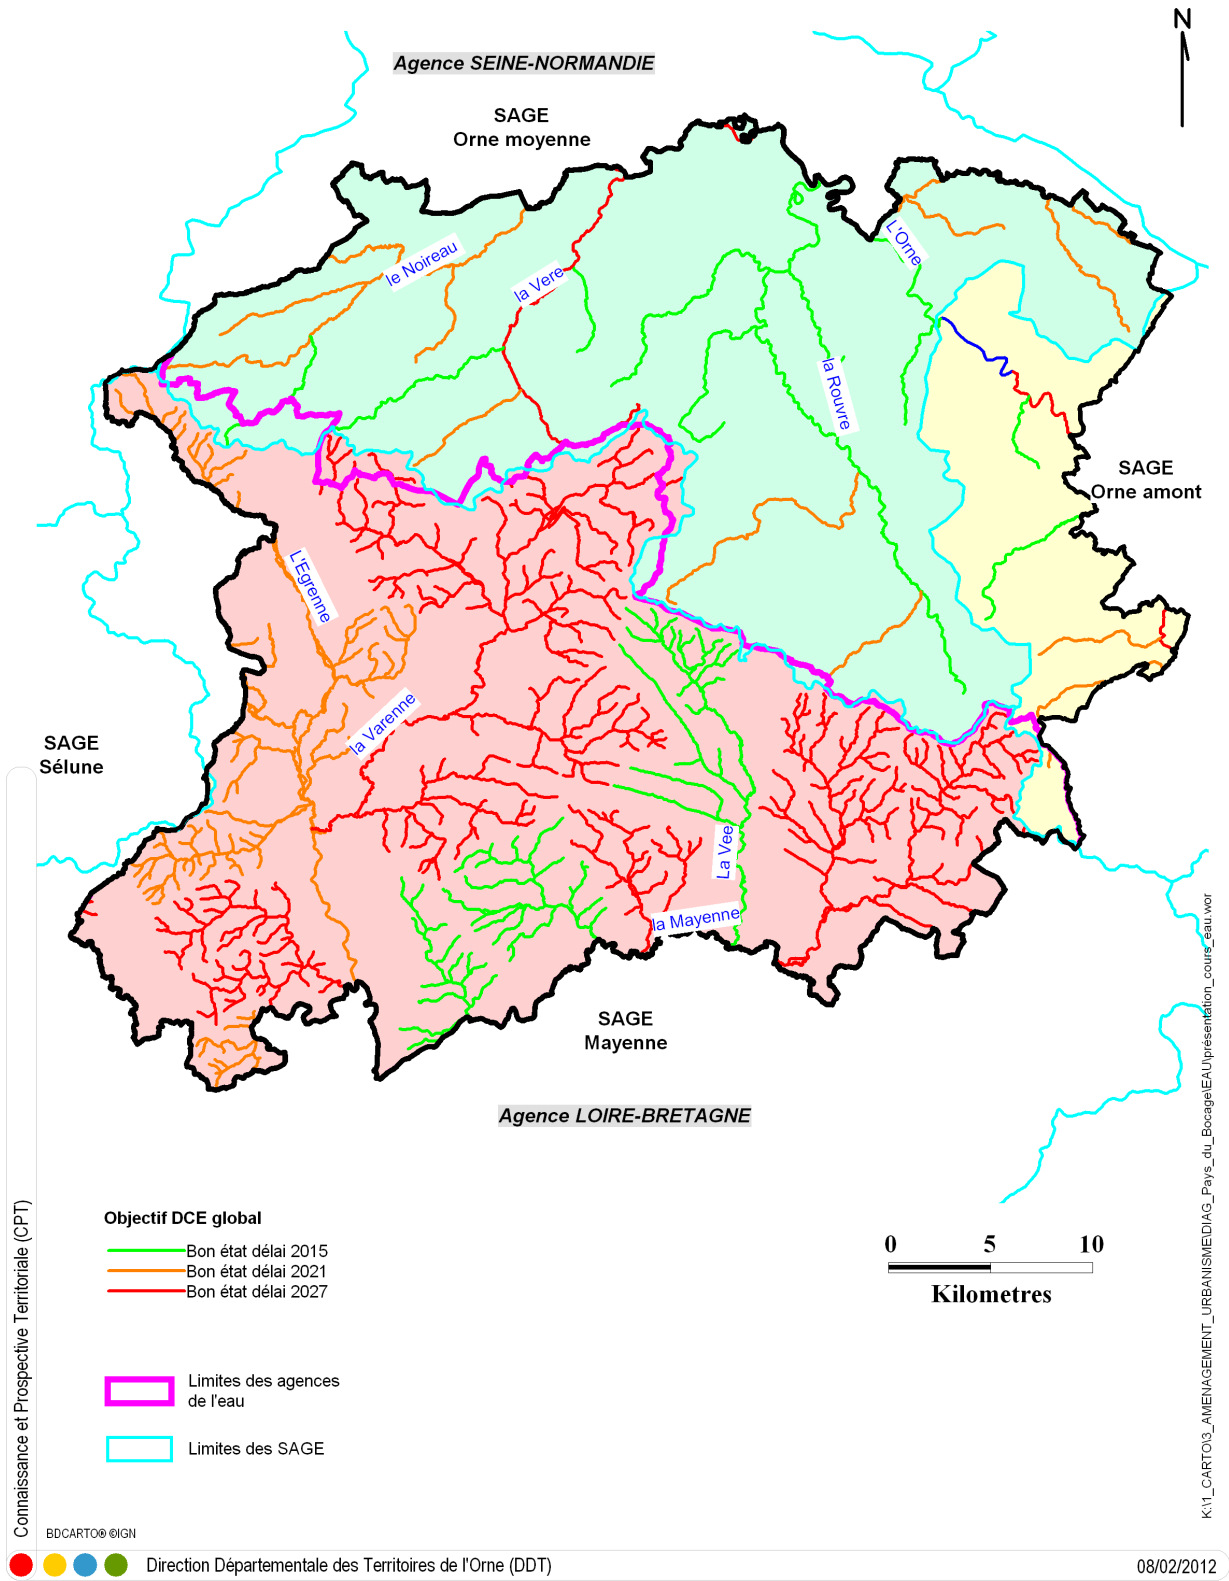 N
Agence SEINE-NORMANDIE
SAGE
Orne moyenne
le Noireau
la Vere
L'Orne
la Rouvre
SAGE
Orne amont
L'Egrenne
la Varenne
SAGE
Sélune
La Vee
la Mayenne
SAGE
Mayenne
Agence LOIRE-BRETAGNE
Objectif DCE global
Bon état délai 2015
Bon état délai 2021
Bon état délai 2027
0 5 10
Kilometres
Limites des agences
de l'eau
Limites des SAGE
Connaissance et Prospective Territoriale (CPT)
K:\1_CARTO\3_AMENAGEMENT_URBANISME\DIAG_Pays_du_Bocage\EAU\présentation_cours_eau.wor
BDCARTO® ©IGN
Direction Départementale des Territoires de l'Orne (DDT)
08/02/2012